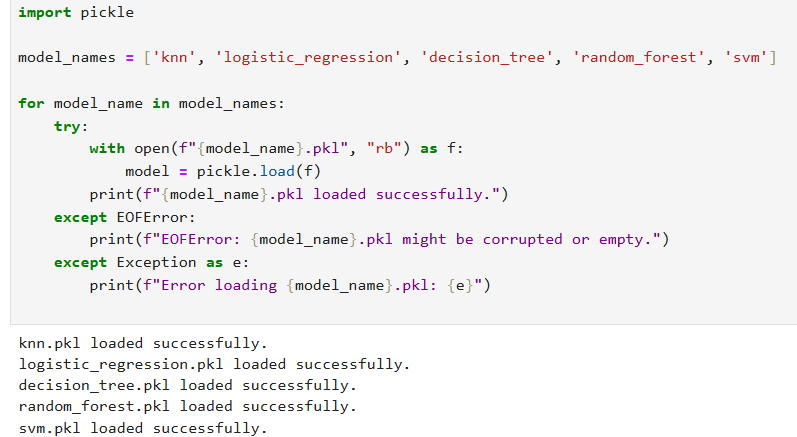 import pickle
model_names = ['knn', 'logistic_regression', 'decision_tree', 'random_forest', 'svm']
for model_name in model_names:
    try:
        with open(f"{model_name}.pkl", "rb") as f:
            model = pickle.load(f)
        print(f"{model_name}.pkl loaded successfully.")
    except EOFError:
        print(f"EOFError: {model_name}.pkl might be corrupted or empty.")
    except Exception as e:
        print(f"Error loading {model_name}.pkl: {e}")
knn.pkl loaded successfully.
logistic_regression.pkl loaded successfully.
decision_tree.pkl loaded successfully.
random_forest.pkl loaded successfully.
svm.pkl loaded successfully.